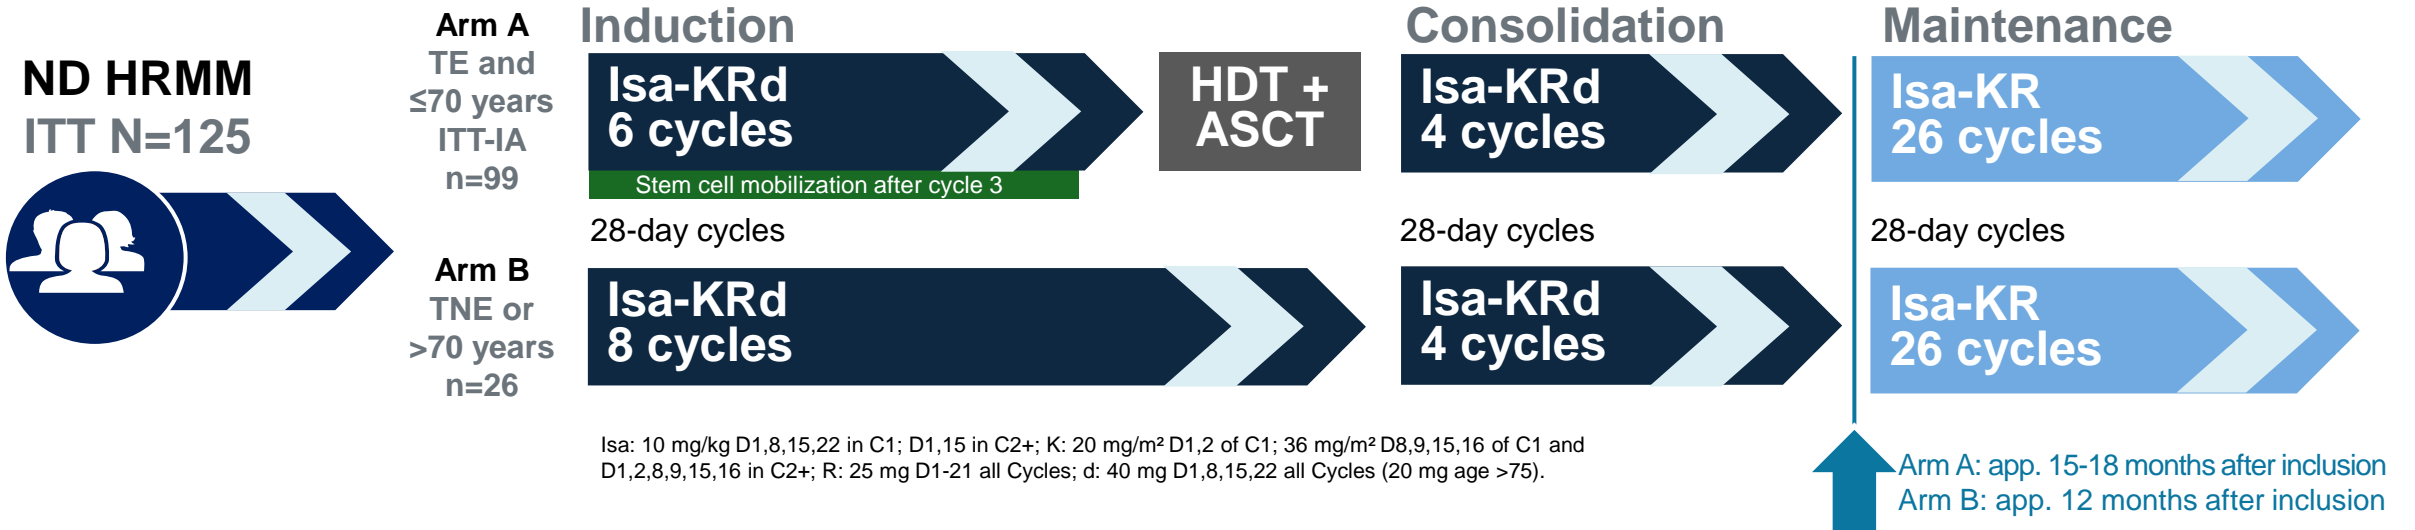 ND HRMM
ITT N=125
Arm A
TE and
≤70 years
ITT-IA
n=99
Induction
Isa-KRd
6 cycles
Stem cell mobilization after cycle 3
28-day cycles
HDT +
ASCT
Consolidation
Isa-KRd
4 cycles
28-day cycles
Maintenance
Isa-KR
26 cycles
28-day cycles
Arm B
TNE or
>70 years
n=26
Isa-KRd
8 cycles
Isa-KRd
4 cycles
Isa-KR
26 cycles
Isa: 10 mg/kg D1,8,15,22 in C1; D1,15 in C2+; K: 20 mg/m² D1,2 of C1; 36 mg/m² D8,9,15,16 of C1 and
D1,2,8,9,15,16 in C2+; R: 25 mg D1-21 all Cycles; d: 40 mg D1,8,15,22 all Cycles (20 mg age >75).
Arm A: app. 15-18 months after inclusion
Arm B: app. 12 months after inclusion